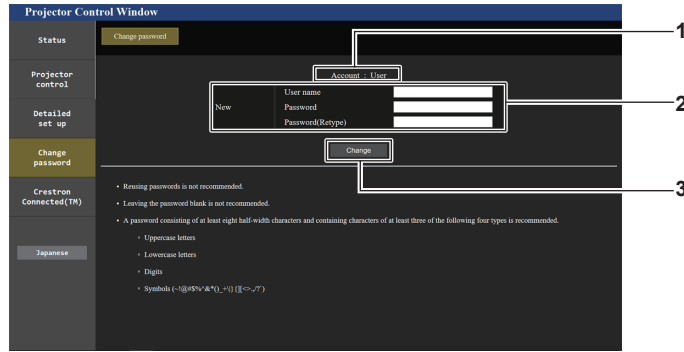 Projector Control Window
Status
Projector control
Detailed set up
Change password
Crestron Connected(TM)
Japanese
Change password
Account : User
New
User name
Password
Password(Retype)
Change
• Reusing passwords is not recommended.
• Leaving the password blank is not recommended.
• A password consisting of at least eight half-width characters and containing characters of at least three of the following four types is recommended.
Uppercase letters
Lowercase letters
Digits
Symbols (~!@#$%^&*()_+\{}[]<>.,/?`)
1
2
3